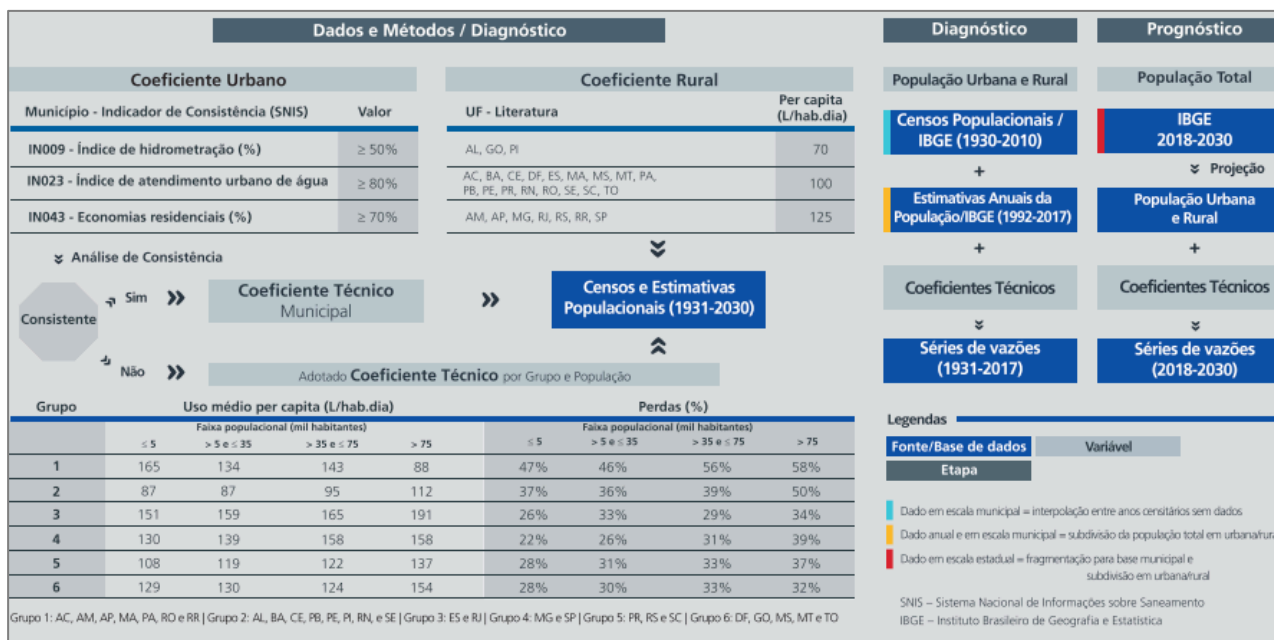 Dados e Métodos / Diagnóstico
Coeficiente Urbano
Município - Indicador de Consistência (SNIS) Valor
IN009 - Índice de hidrometração (%) ≥ 50%
IN023 - Índice de atendimento urbano de água ≥ 80%
IN043 - Economias residenciais (%) ≥ 70%
Coeficiente Rural
UF - Literatura Per capita
(L/hab.dia)
AL, GO, PI 70
AC, BA, CE, DF, ES, MA, MS, MT, PA,
PB, PE, PR, RN, RO, SE, SC, TO 100
AM, AP, MG, RJ, RS, RR, SP 125
Análise de Consistência
Consistente
Sim
Coeficiente Técnico
Municipal
Censos e Estimativas
Populacionais (1931-2030)
Não
Adotado Coeficiente Técnico por Grupo e População
Grupo Uso médio per capita (L/hab.dia) Perdas (%)
Faixa populacional (mil habitantes) Faixa populacional (mil habitantes)
≤ 5 > 5 e ≤ 35 > 35 e ≤ 75 > 75 ≤ 5 > 5 e ≤ 35 > 35 e ≤ 75 > 75
1 165 134 143 88 47% 46% 56% 58%
2 87 87 95 112 37% 36% 39% 50%
3 151 159 165 191 26% 33% 29% 34%
4 130 139 158 158 22% 26% 31% 39%
5 108 119 122 137 28% 31% 33% 37%
6 129 130 124 154 28% 30% 33% 32%
Grupo 1: AC, AM, AP, MA, PA, RO e RR | Grupo 2: AL, BA, CE, PB, PE, PI, RN, e SE | Grupo 3: ES e RJ | Grupo 4: MG e SP | Grupo 5: PR, RS e SC | Grupo 6: DF, GO, MS, MT e TO
Diagnóstico
População Urbana e Rural
Censos Populacionais /
IBGE (1930-2010)
+
Estimativas Anuais da
População/IBGE (1992-2017)
+
Coeficientes Técnicos
Séries de vazões
(1931-2017)
Prognóstico
População Total
IBGE
2018-2030
Projeção
População Urbana
e Rural
+
Coeficientes Técnicos
Séries de vazões
(2018-2030)
Legendas
Fonte/Base de dados Variável
Etapa
Dado em escala municipal = interpolação entre anos censitários sem dados
Dado anual e em escala municipal = subdivisão da população total em urbana/rura
Dado em escala estadual = fragmentação para base municipal e
subdivisão em urbana/rural
SNIS – Sistema Nacional de Informações sobre Saneamento
IBGE – Instituto Brasileiro de Geografia e Estatística